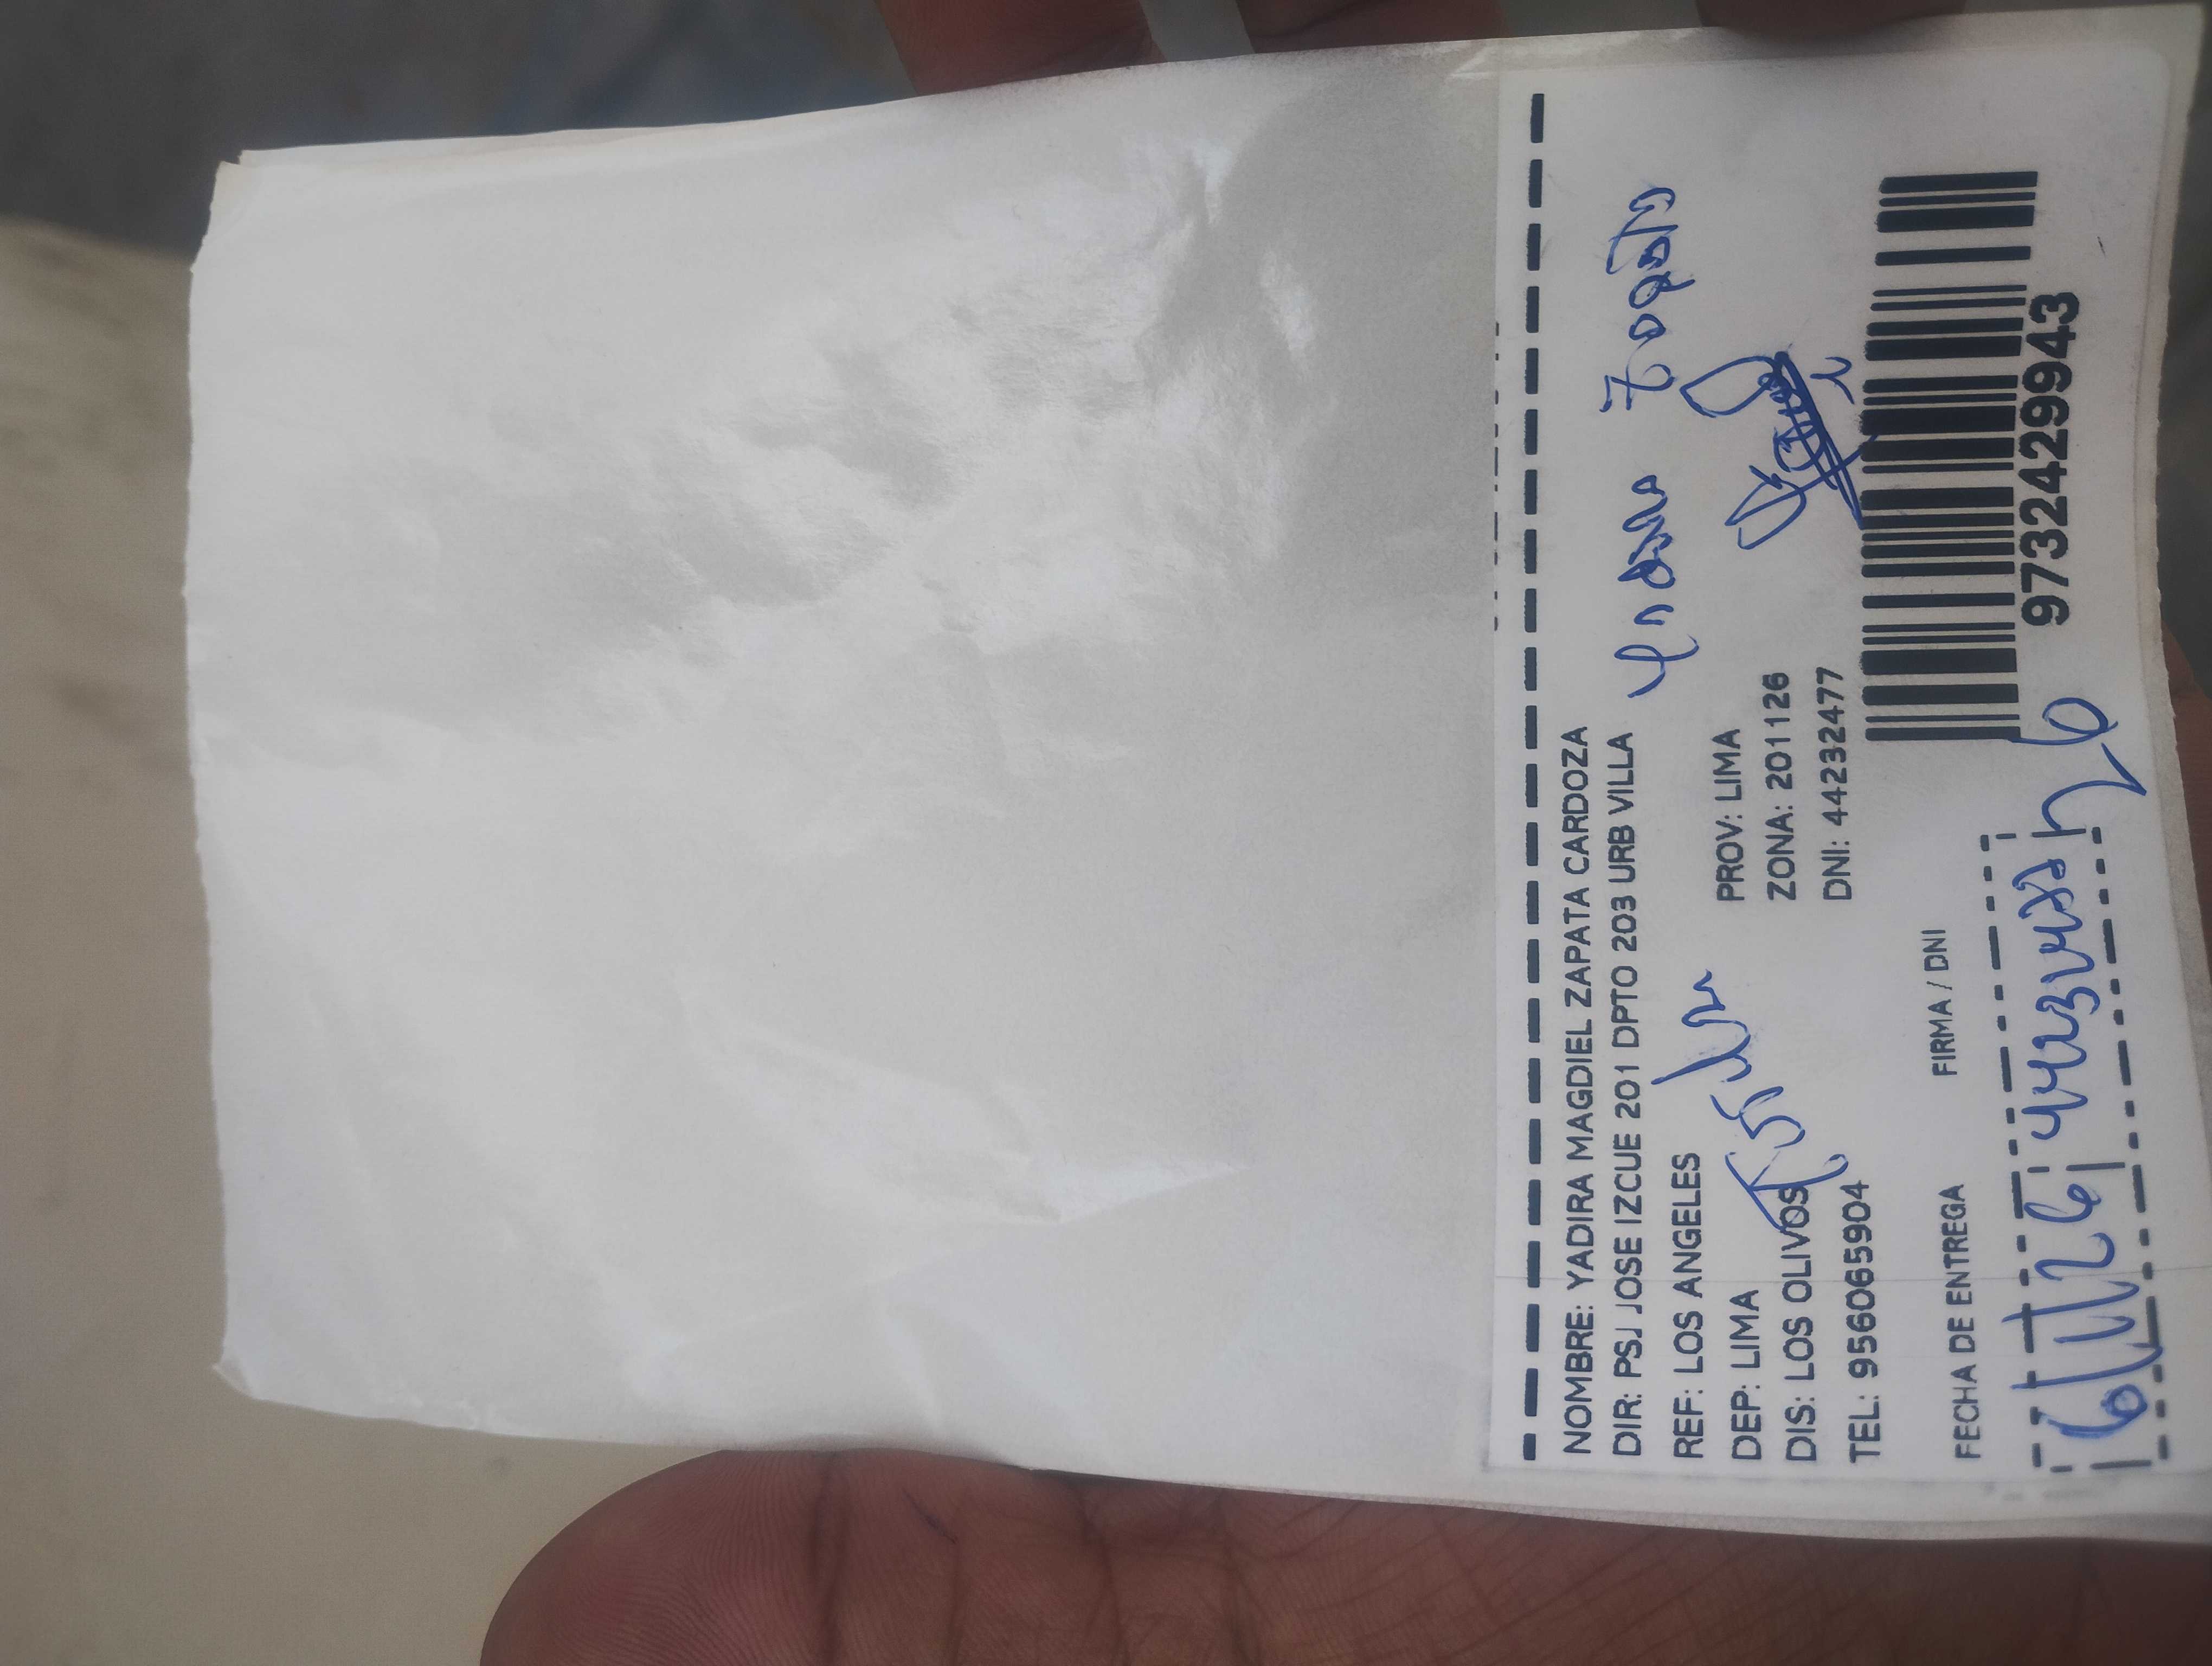 NOMBRE: YADIRA MAGDIEL ZAPATA CARDOZA
DIR: PSJ JOSE IZCUE 201 DPTO 203 URB VILLA
REF: LOS ANGELES
DEP: LIMA PROV: LIMA
DIS: LOS OLIVOS ZONA: 201126
TEL: 956065904 DNI: 44232477
Zapata
FECHA DE ENTREGA FIRMA / DNI
9732429943